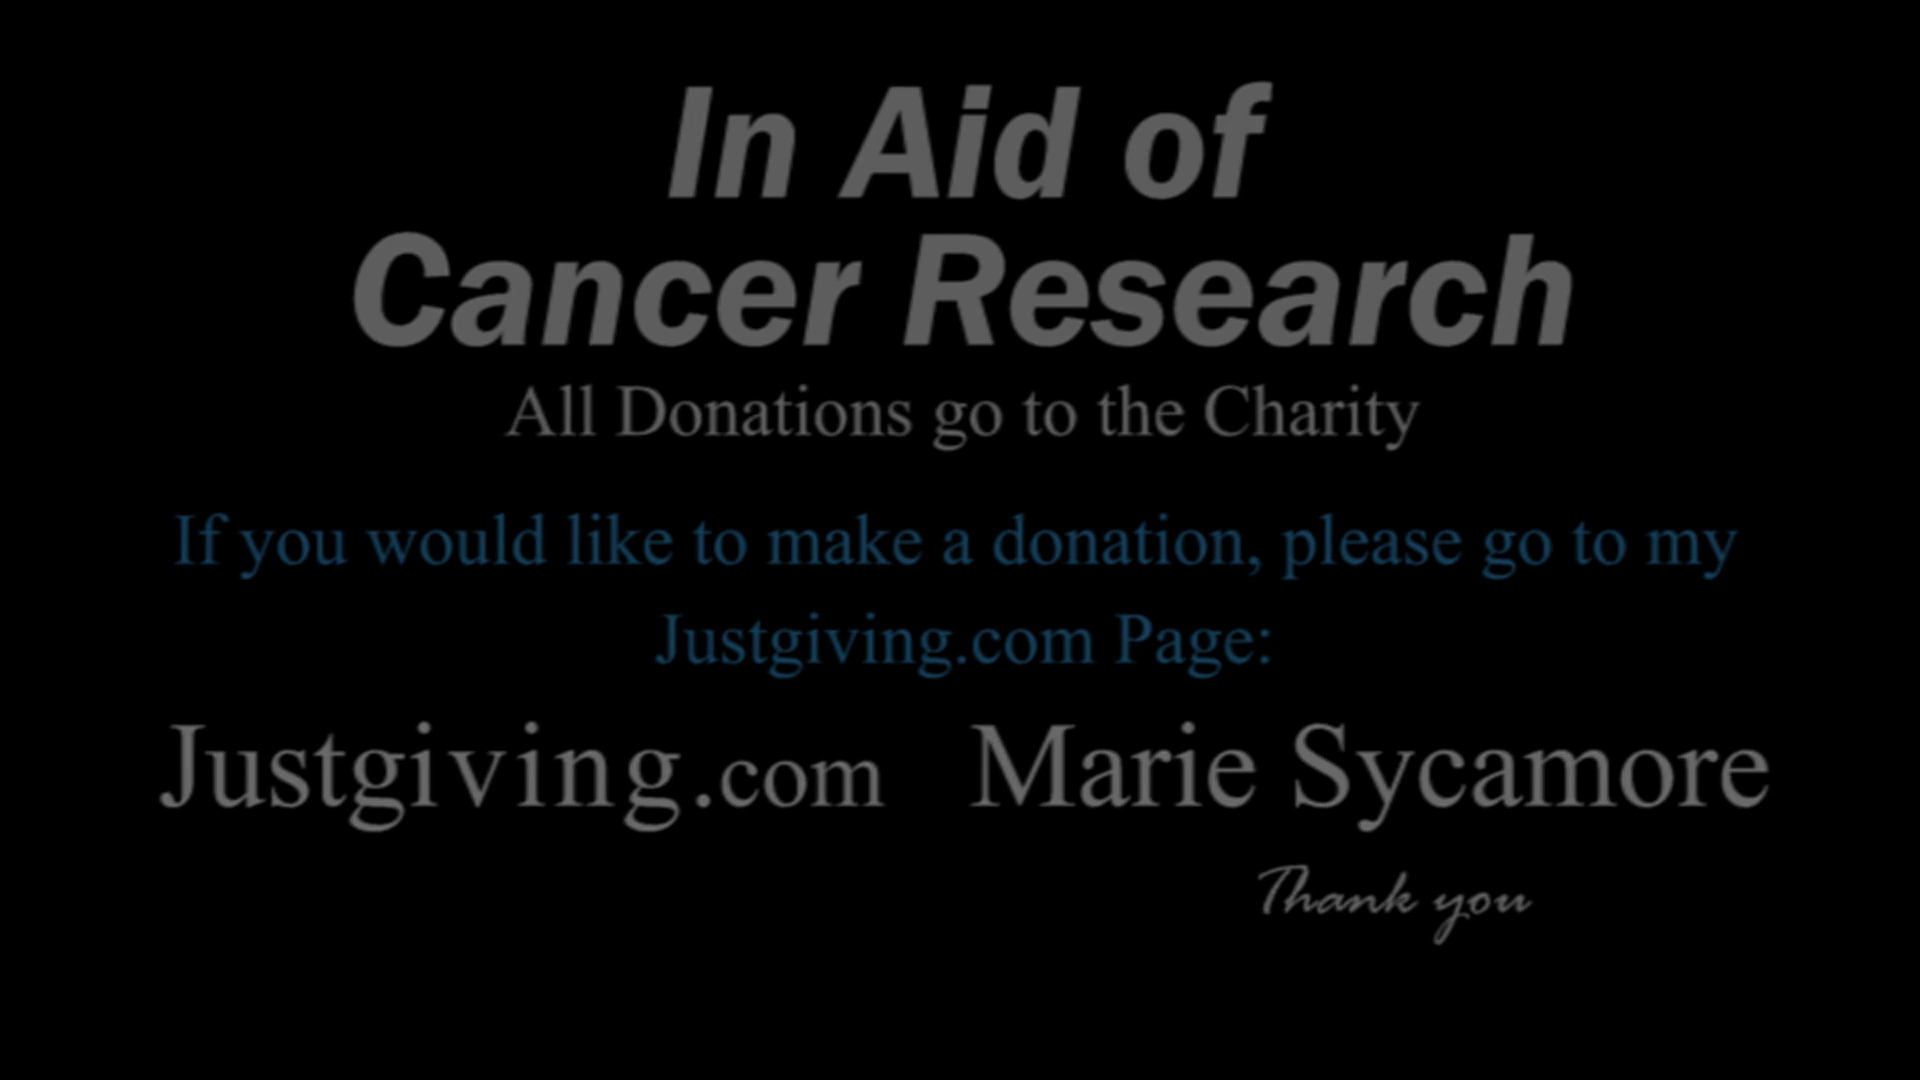 In Aid of
Cancer Research
All Donations go to the Charity
If you would like to make a donation, please go to my
Justgiving.com Page:
Justgiving.com Marie Sycamore
Thank you